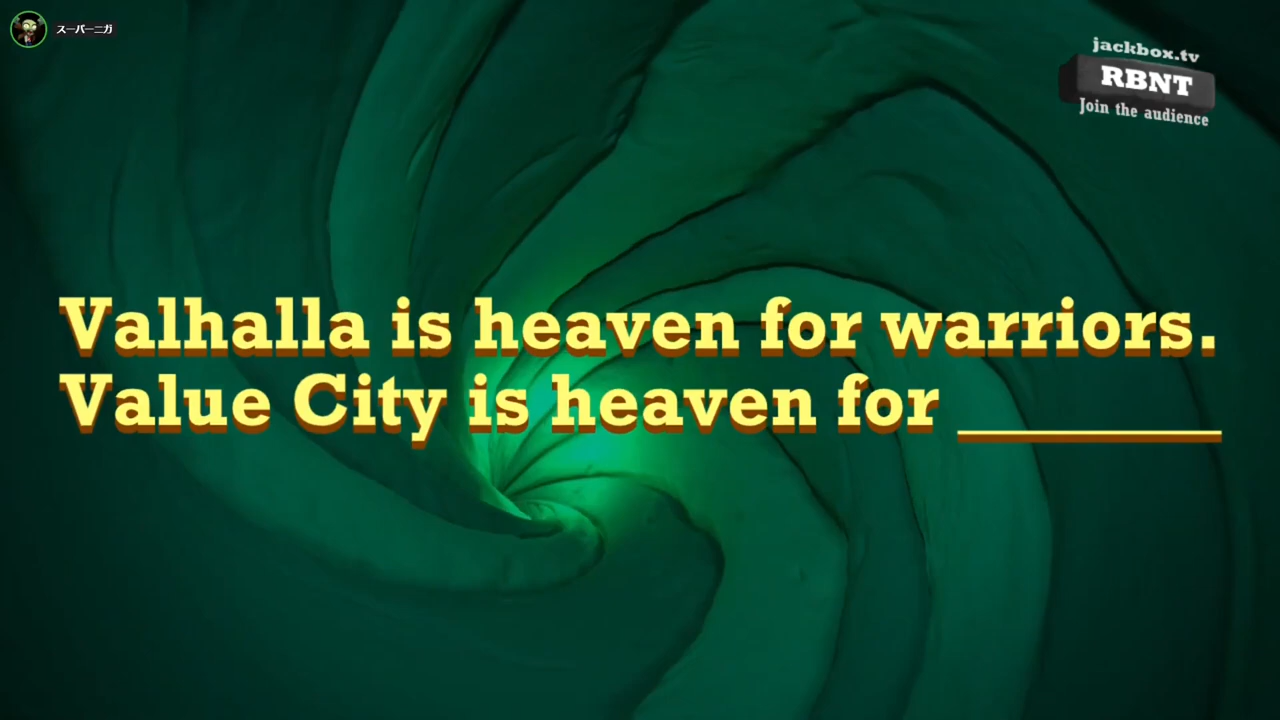 スーパーニガ
jackbox.tv
RBNT
Join the audience
Valhalla is heaven for warriors.
Value City is heaven for ________